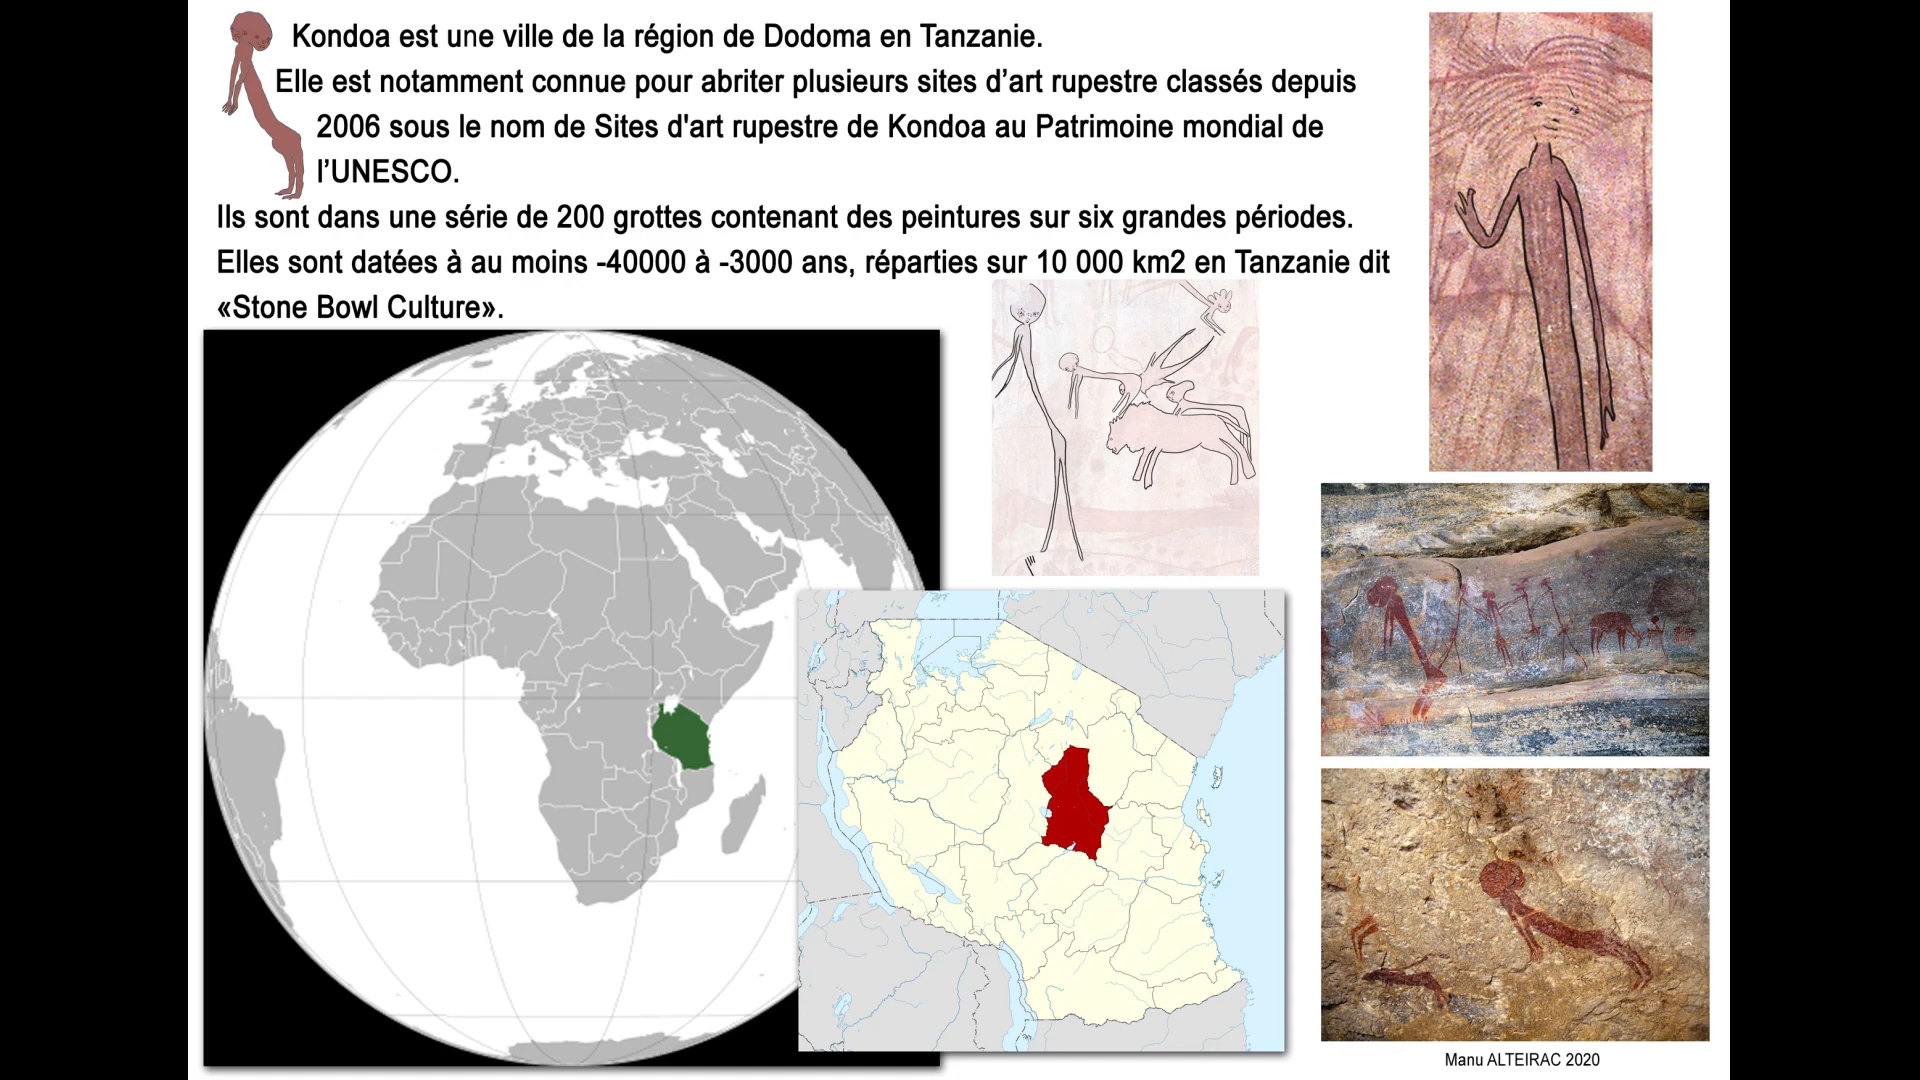 Kondoa est une ville de la région de Dodoma en Tanzanie.
Elle est notamment connue pour abriter plusieurs sites d’art rupestre classés depuis
2006 sous le nom de Sites d'art rupestre de Kondoa au Patrimoine mondial de
l’UNESCO.
Ils sont dans une série de 200 grottes contenant des peintures sur six grandes périodes.
Elles sont datées à au moins -40000 à -3000 ans, réparties sur 10 000 km2 en Tanzanie dit
«Stone Bowl Culture».
Manu ALTEIRAC 2020